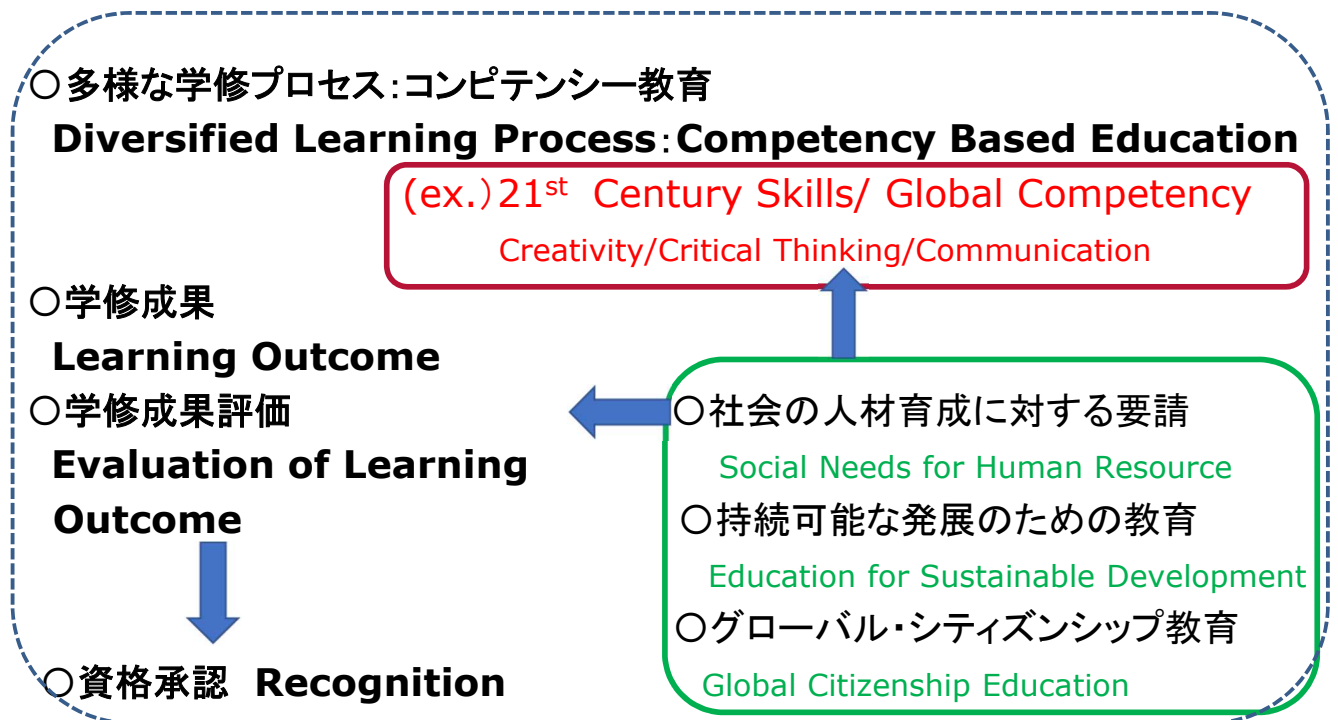 ○多様な学修プロセス:コンピテンシー教育
Diversified Learning Process:Competency Based Education
(ex.)21st Century Skills/ Global Competency
Creativity/Critical Thinking/Communication
○学修成果
Learning Outcome
○学修成果評価
Evaluation of Learning
Outcome
○資格承認 Recognition
○社会の人材育成に対する要請
Social Needs for Human Resource
○持続可能な発展のための教育
Education for Sustainable Development
○グローバル・シティズンシップ教育
Global Citizenship Education